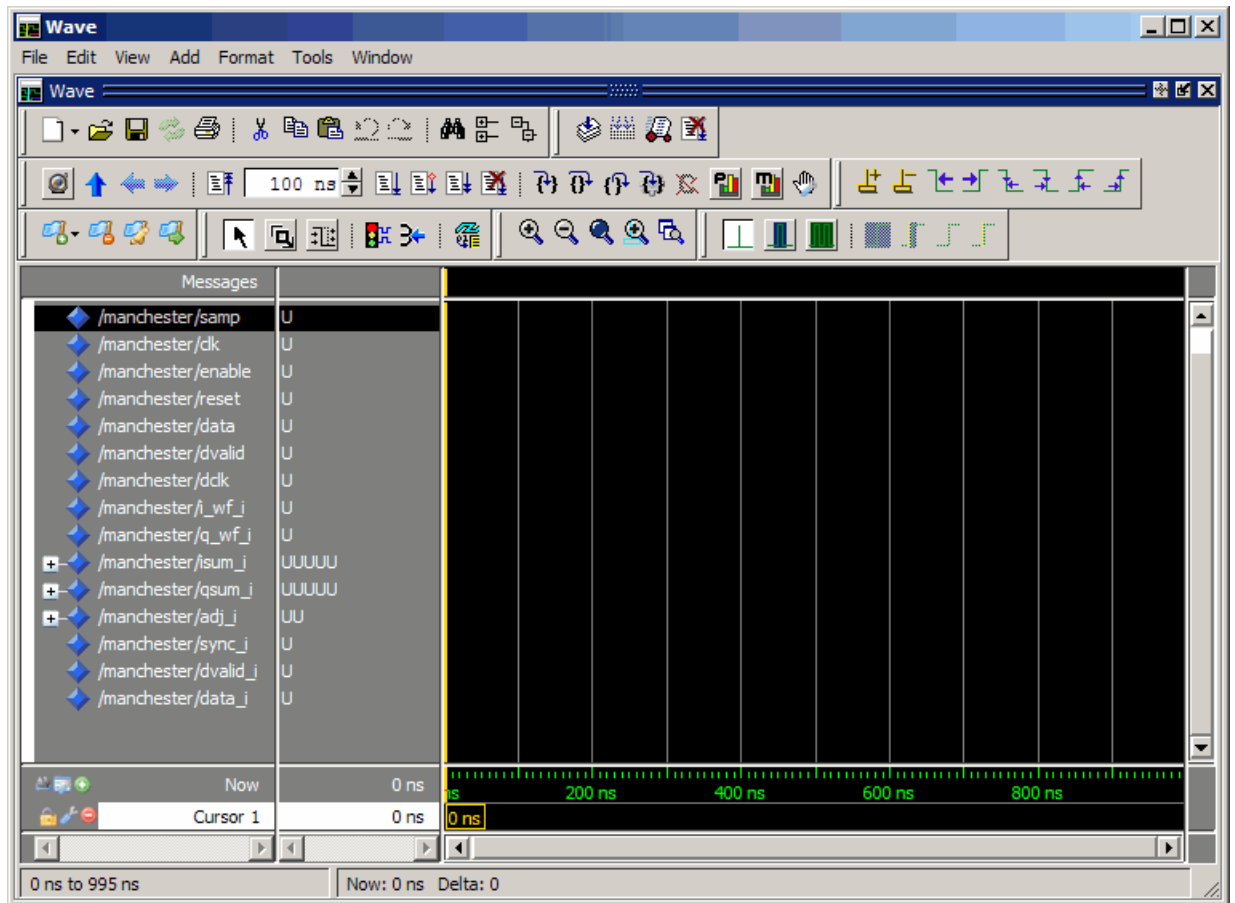 Wave
File Edit View Add Format Tools Window
Wave
100 ns
Messages
/manchester/samp U
/manchester/clk U
/manchester/enable U
/manchester/reset U
/manchester/data U
/manchester/dvalid U
/manchester/dclk U
/manchester/i_wf_i U
/manchester/q_wf_i U
/manchester/isum_i UUUUU
/manchester/qsum_i UUUUU
/manchester/adj_i UU
/manchester/sync_i U
/manchester/dvalid_i U
/manchester/data_i U
Now 0 ns ns 200 ns 400 ns 600 ns 800 ns
Cursor 1 0 ns 0 ns
0 ns to 995 ns Now: 0 ns Delta: 0